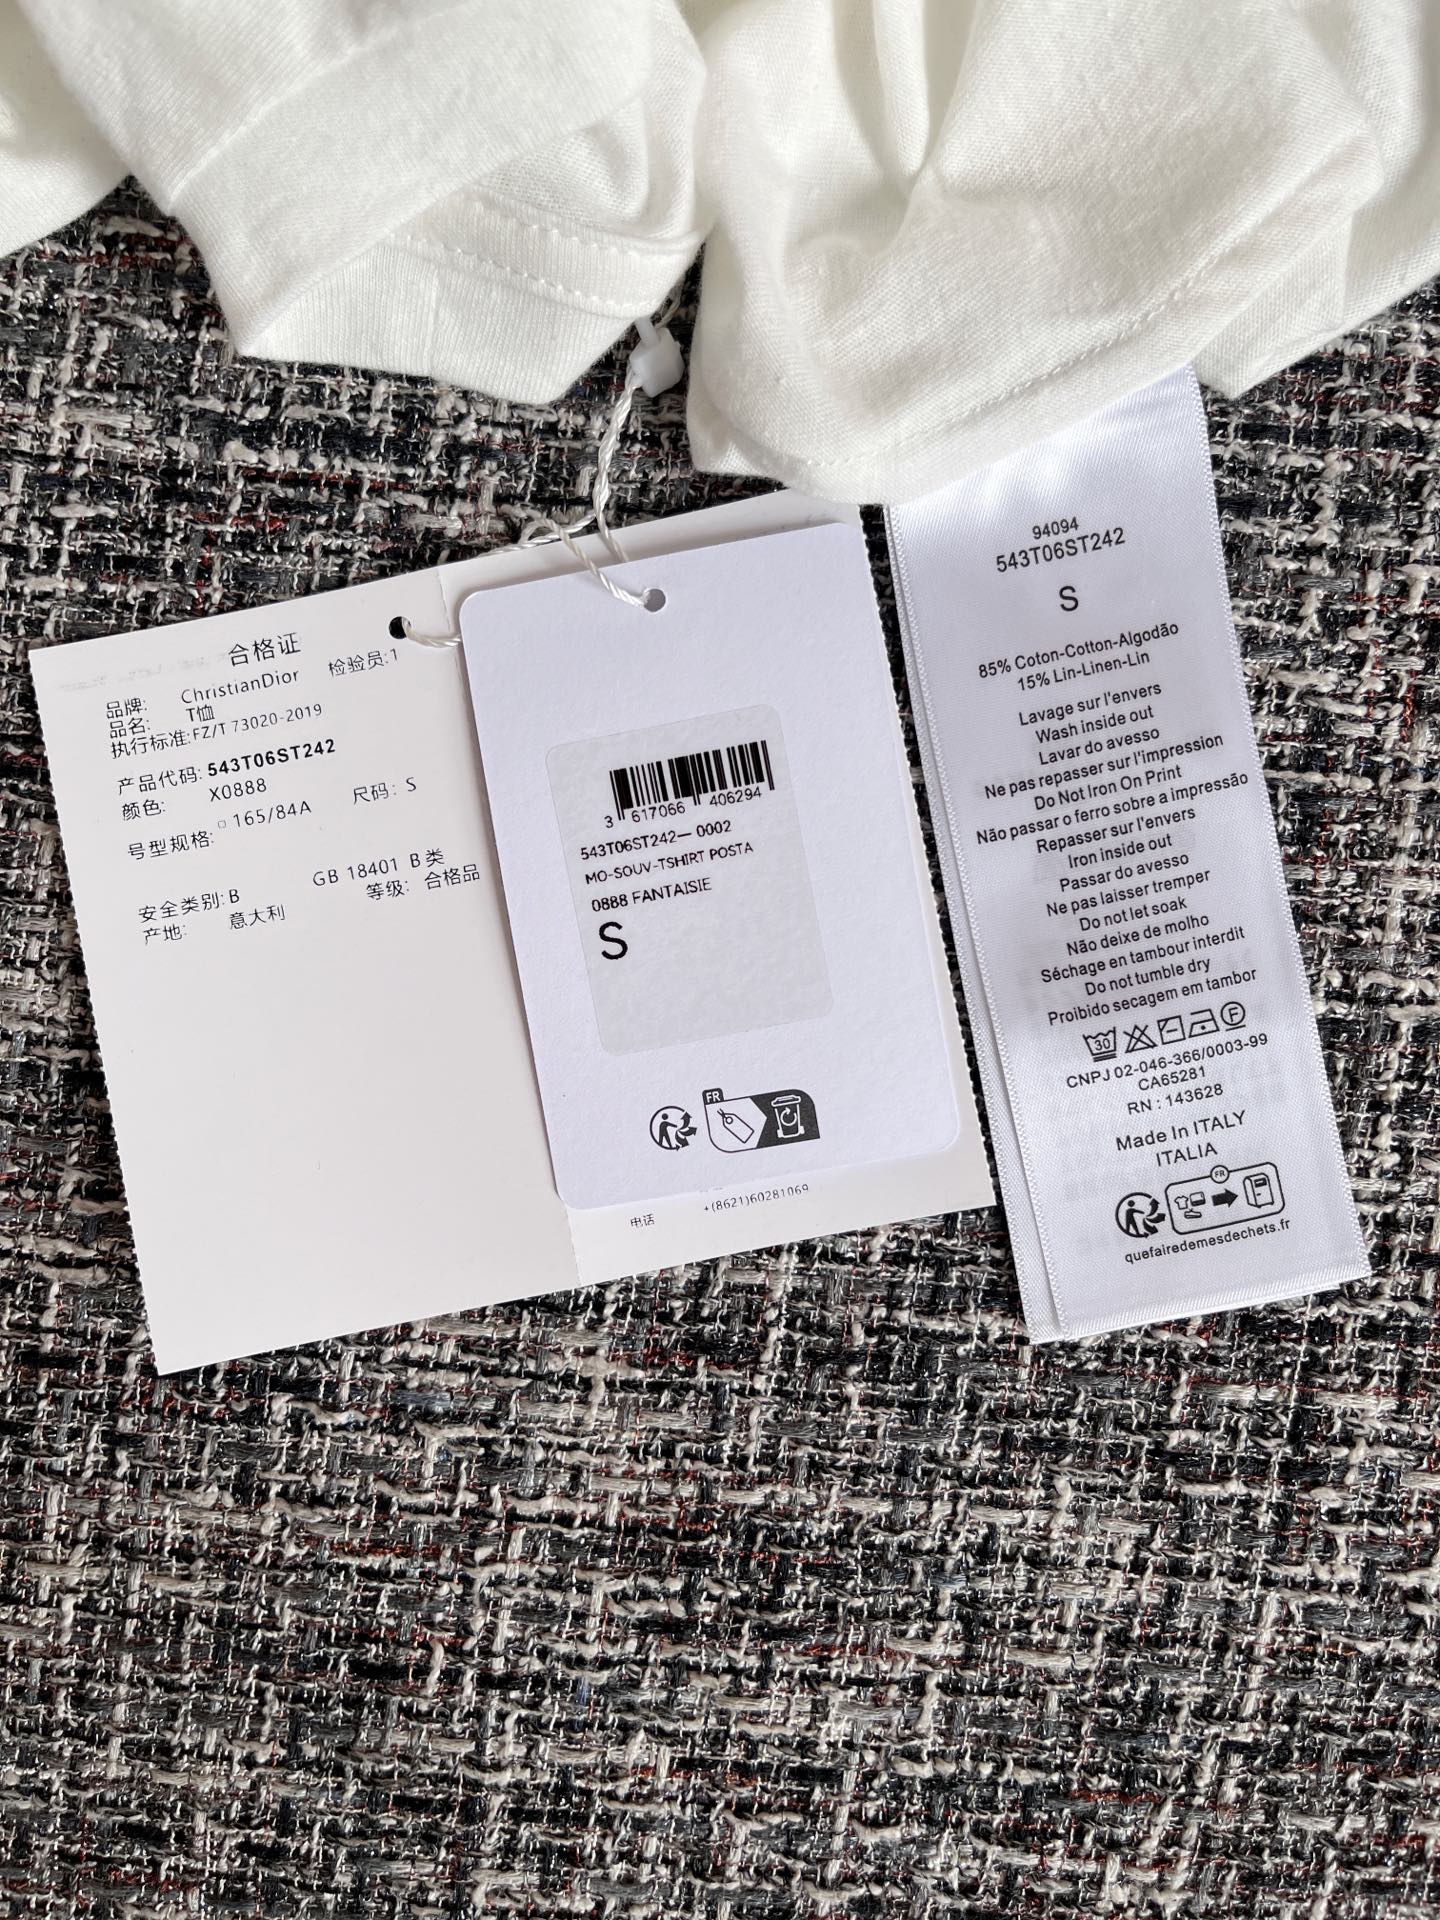 合格证
品牌: ChristianDior 检验员:1
品名: T恤
执行标准:FZ/T 73020-2019
产品代码: 543T06ST242
颜色: X0888
号型规格: 165/84A 尺码: S
GB 18401 B类
安全类别: B 等级: 合格品
产地: 意大利
3 617066 406294
543T06ST242— 0002
MO-SOUV-TSHIRT POSTA
0888 FANTAISIE
S
FR
电话 +(8621)60281069
94094
543T06ST242
S
85% Coton-Cotton-Algodão
15% Lin-Linen-Lin
Lavage sur l'envers
Wash inside out
Lavar do avesso
Ne pas repasser sur l'impression
Do Not Iron On Print
Não passar o ferro sobre a impressão
Repasser sur l'envers
Iron inside out
Passar do avesso
Ne pas laisser tremper
Do not let soak
Não deixe de molho
Séchage en tambour interdit
Do not tumble dry
Proibido secagem em tambor
30 F
CNPJ 02-046-366/0003-99
CA65281
RN : 143628
Made In ITALY
ITALIA
FR
quefairedemesdechets.fr